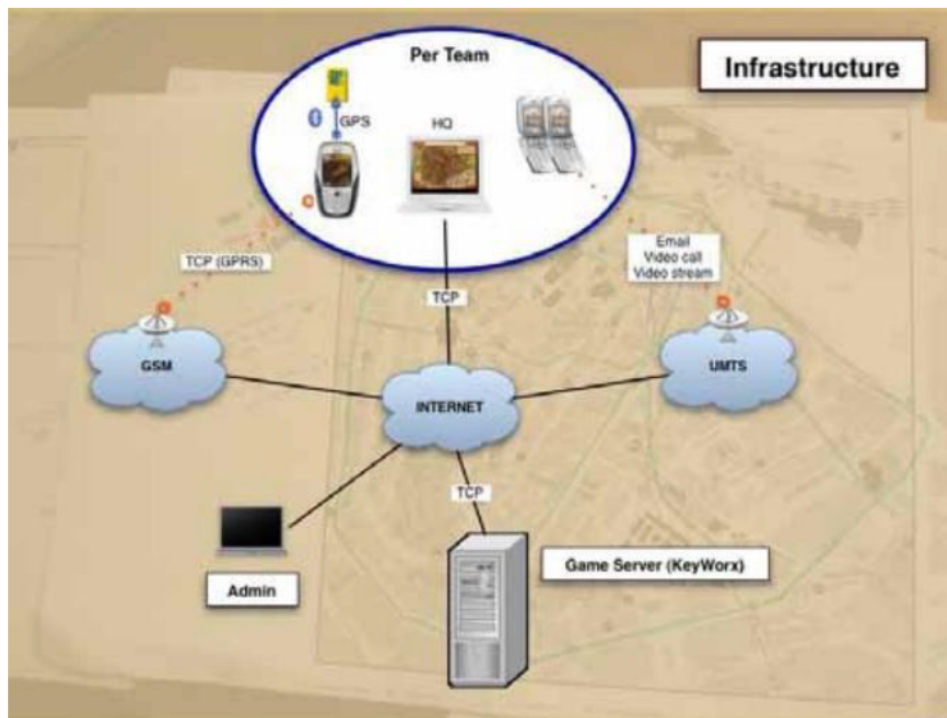 Per Team
Infrastructure
GPS
HQ
TCP (GPRS)
Email
Video call
Video stream
TCP
GSM
UMTS
INTERNET
TCP
Game Server (KeyWorx)
Admin